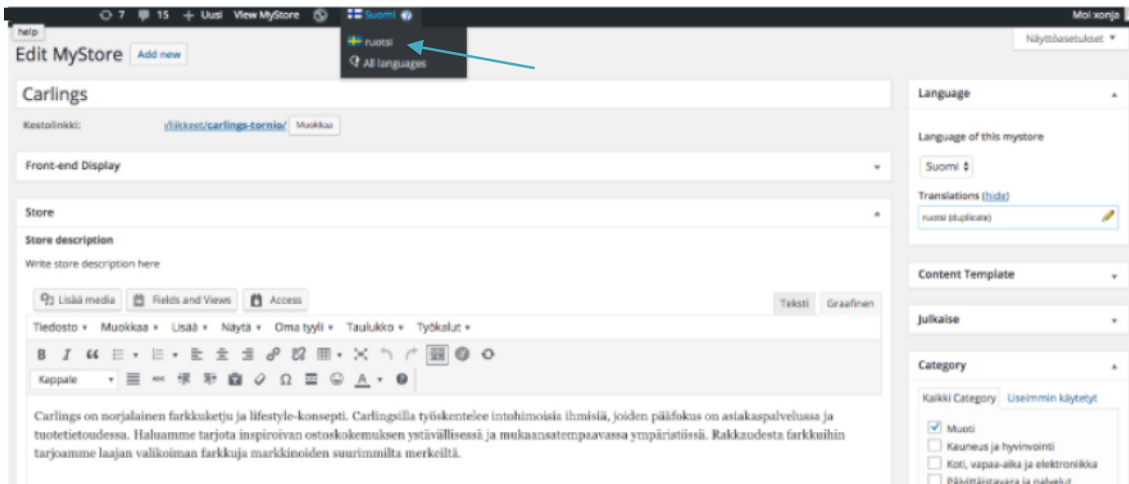 7 15 + Uusi View MyStore Suomi Moi xonja
help
ruotsi
All languages
Näyttöasetukset
Edit MyStore Add new
Carlings
Kestolinkki: /liikkeet/carlings-tornio/ Muokkaa
Front-end Display
Store
Store description
Write store description here
Lisää media Fields and Views Access Teksti Graafinen
Tiedosto Muokkaa Lisää Näytä Oma tyyli Taulukko Työkalut
B I
Kappale ABC Ω A
Carlings on norjalainen farkkuketju ja lifestyle-konsepti. Carlingsilla työskentelee intohimoisia ihmisiä, joiden pääfokus on asiakaspalvelussa ja
tuotetietoudessa. Haluamme tarjota inspiroivan ostoskokemuksen ystävällisessä ja mukaansatempaavassa ympäristössä. Rakkaudesta farkkuihin
tarjoamme laajan valikoiman farkkuja markkinoiden suurimmilta merkeiltä.
Language
Language of this mystore
Suomi
Translations (hide)
ruotsi (duplicate)
Content Template
Julkaise
Category
Kaikki Category Useimmin käytetyt
Muoti
Kauneus ja hyvinvointi
Koti, vapaa-aika ja elektroniikka
Päivittäistavara ja palvelut